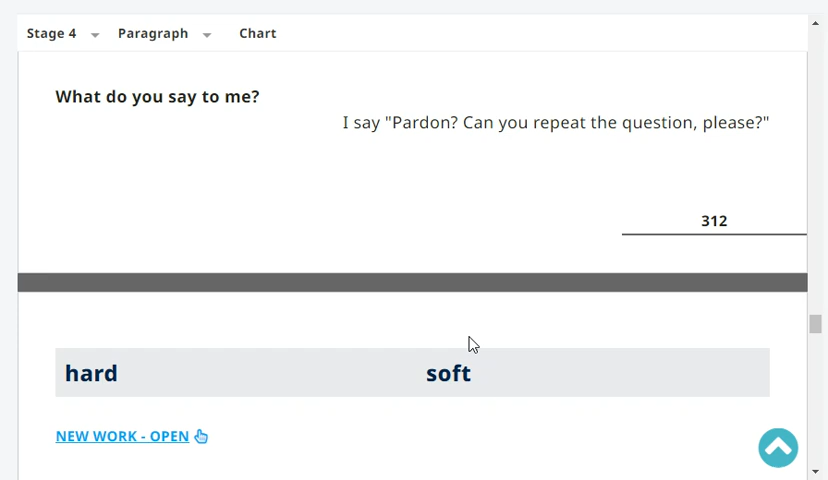 Stage 4 Paragraph Chart
What do you say to me?
I say "Pardon? Can you repeat the question, please?"
312
hard soft
NEW WORK - OPEN